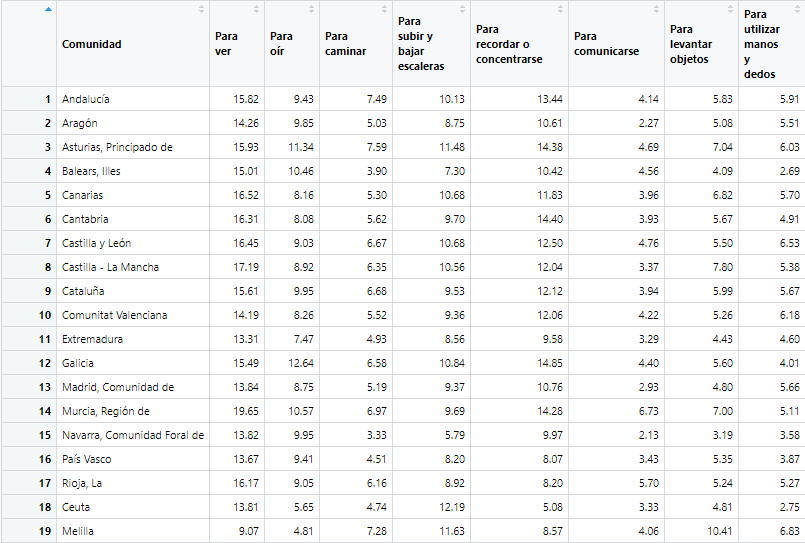 Comunidad Para ver Para oír Para caminar Para subir y bajar escaleras Para recordar o concentrarse Para comunicarse Para levantar objetos Para utilizar manos y dedos
1 Andalucía 15.82 9.43 7.49 10.13 13.44 4.14 5.83 5.91
2 Aragón 14.26 9.85 5.03 8.75 10.61 2.27 5.08 5.51
3 Asturias, Principado de 15.93 11.34 7.59 11.48 14.38 4.69 7.04 6.03
4 Balears, Illes 15.01 10.46 3.90 7.30 10.42 4.56 4.09 2.69
5 Canarias 16.52 8.16 5.30 10.68 11.83 3.96 6.82 5.70
6 Cantabria 16.31 8.08 5.62 9.70 14.40 3.93 5.67 4.91
7 Castilla y León 16.45 9.03 6.67 10.68 12.50 4.76 5.50 6.53
8 Castilla - La Mancha 17.19 8.92 6.35 10.56 12.04 3.37 7.80 5.38
9 Cataluña 15.61 9.95 6.68 9.53 12.12 3.94 5.99 5.67
10 Comunitat Valenciana 14.19 8.26 5.52 9.36 12.06 4.22 5.26 6.18
11 Extremadura 13.31 7.47 4.93 8.56 9.58 3.29 4.43 4.60
12 Galicia 15.49 12.64 6.58 10.84 14.85 4.40 5.60 4.01
13 Madrid, Comunidad de 13.84 8.75 5.19 9.37 10.76 2.93 4.80 5.66
14 Murcia, Región de 19.65 10.57 6.97 9.69 14.28 6.73 7.00 5.11
15 Navarra, Comunidad Foral de 13.82 9.95 3.33 5.79 9.97 2.13 3.19 3.58
16 País Vasco 13.67 9.41 4.51 8.20 8.07 3.43 5.35 3.87
17 Rioja, La 16.17 9.05 6.16 8.92 8.20 5.70 5.24 5.27
18 Ceuta 13.81 5.65 4.74 12.19 5.08 3.33 4.81 2.75
19 Melilla 9.07 4.81 7.28 11.63 8.57 4.06 10.41 6.83